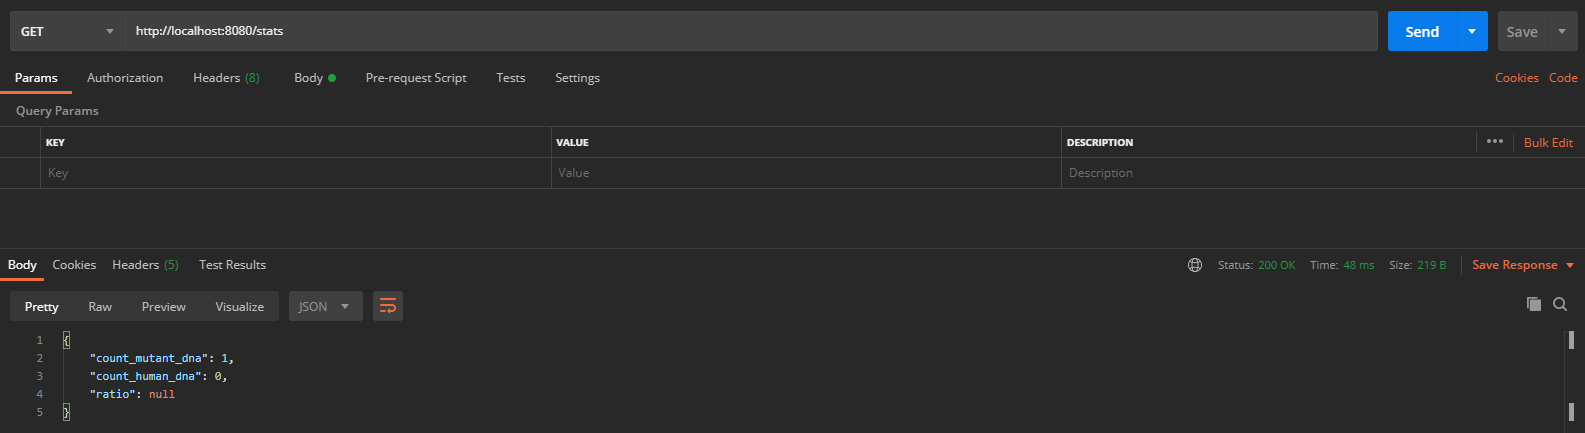 GET http://localhost:8080/stats Send Save
Params Authorization Headers (8) Body Pre-request Script Tests Settings Cookies Code
Query Params
KEY VALUE DESCRIPTION ••• Bulk Edit
Key Value Description
Body Cookies Headers (5) Test Results Status: 200 OK Time: 48 ms Size: 219 B Save Response
Pretty Raw Preview Visualize JSON
1 {
2 "count_mutant_dna": 1,
3 "count_human_dna": 0,
4 "ratio": null
5 }